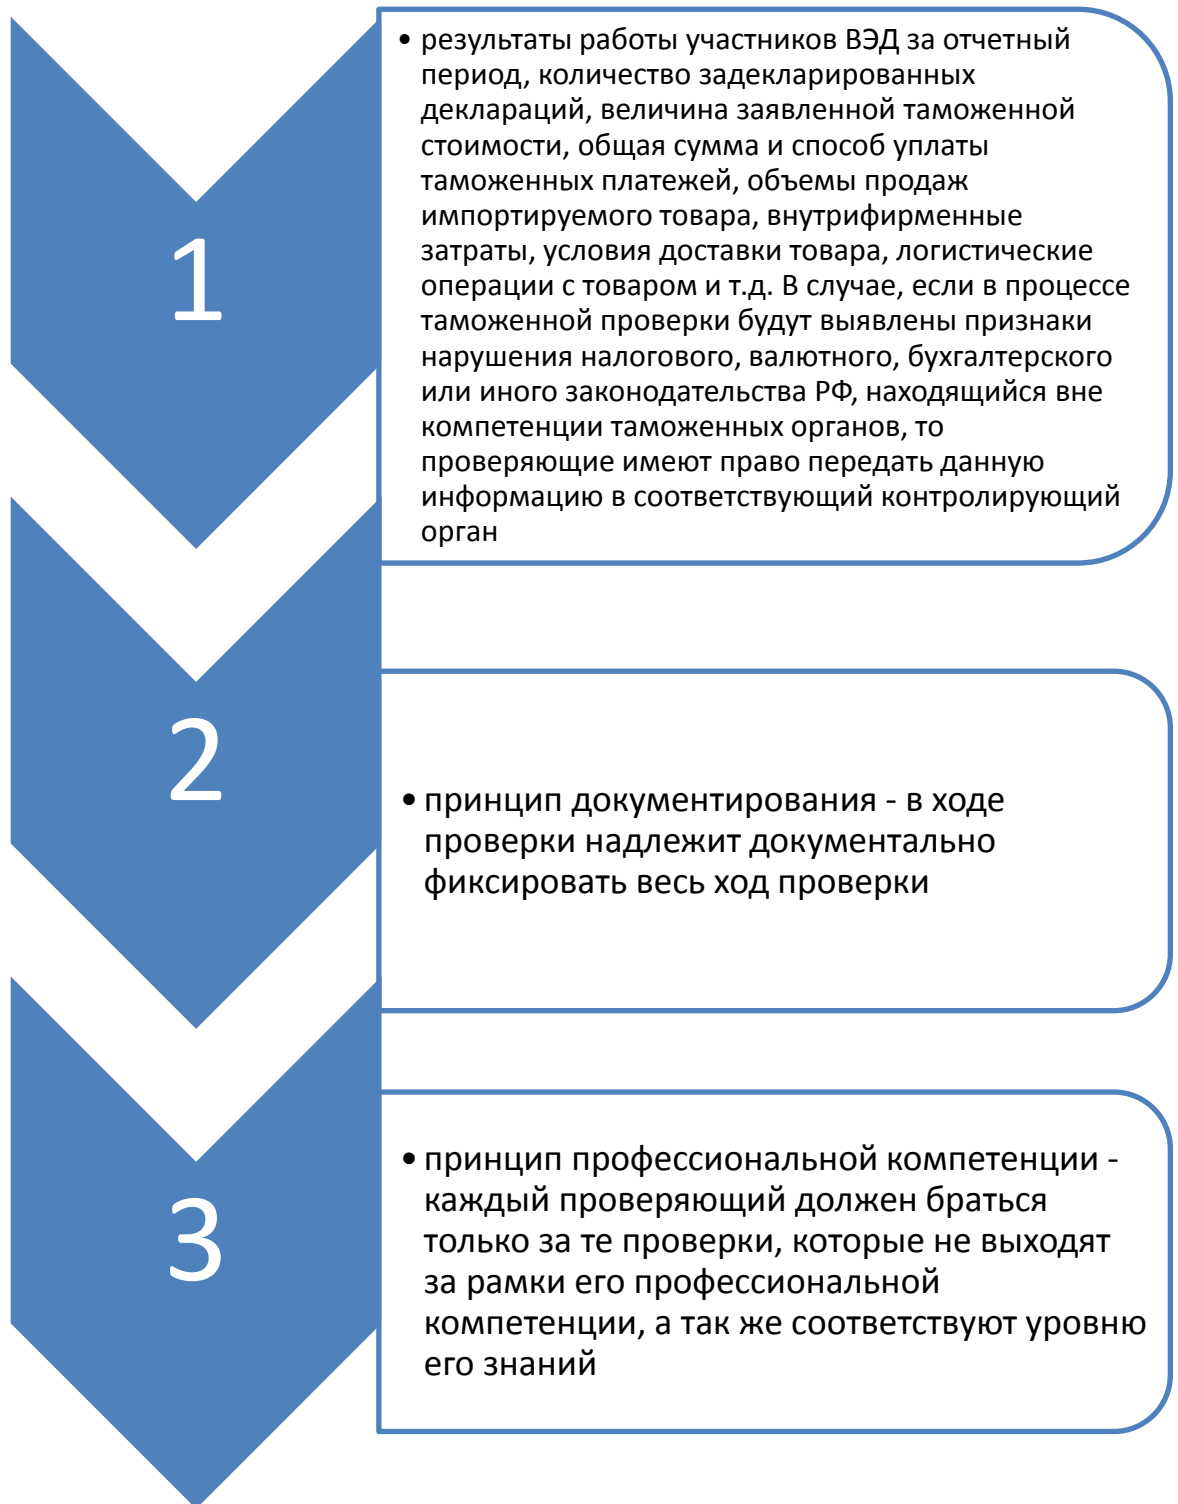 1
• результаты работы участников ВЭД за отчетный
период, количество задекларированных
деклараций, величина заявленной таможенной
стоимости, общая сумма и способ уплаты
таможенных платежей, объемы продаж
импортируемого товара, внутрифирменные
затраты, условия доставки товара, логистические
операции с товаром и т.д. В случае, если в процессе
таможенной проверки будут выявлены признаки
нарушения налогового, валютного, бухгалтерского
или иного законодательства РФ, находящийся вне
компетенции таможенных органов, то
проверяющие имеют право передать данную
информацию в соответствующий контролирующий
орган
2
• принцип документирования - в ходе
проверки надлежит документально
фиксировать весь ход проверки
3
• принцип профессиональной компетенции -
каждый проверяющий должен браться
только за те проверки, которые не выходят
за рамки его профессиональной
компетенции, а так же соответствуют уровню
его знаний